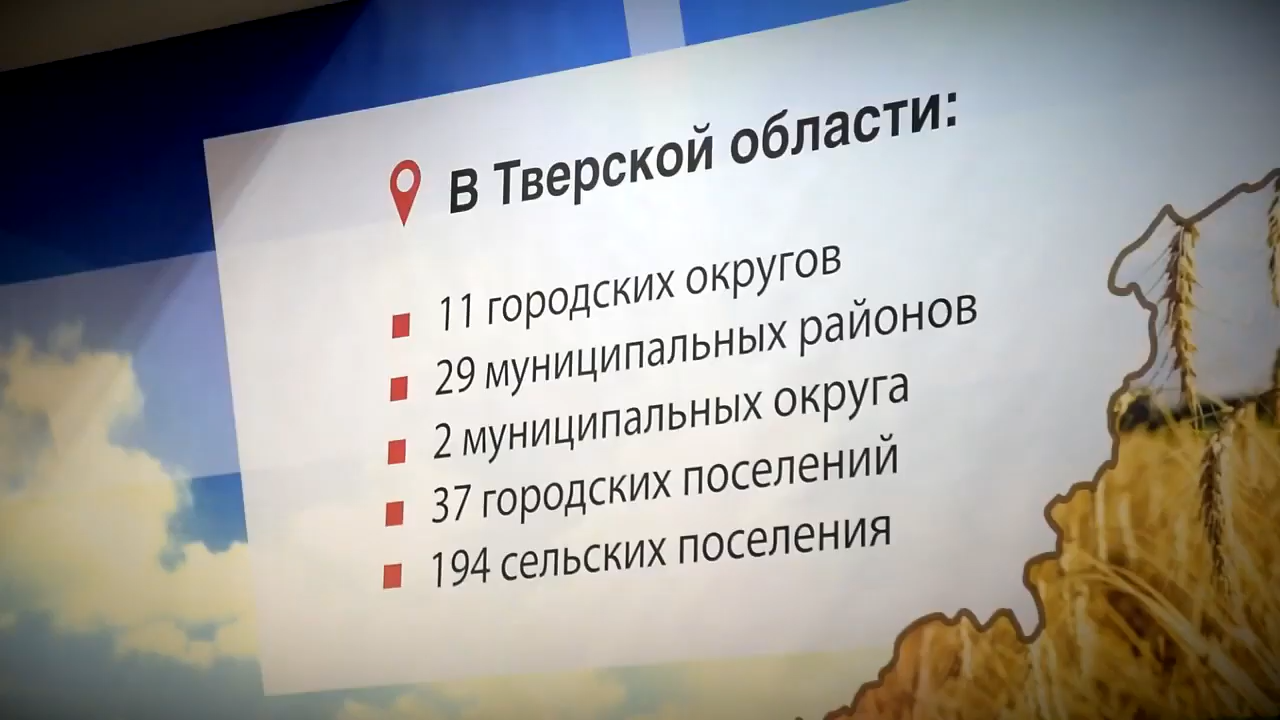 В Тверской области:
11 городских округов
29 муниципальных районов
2 муниципальных округа
37 городских поселений
194 сельских поселения